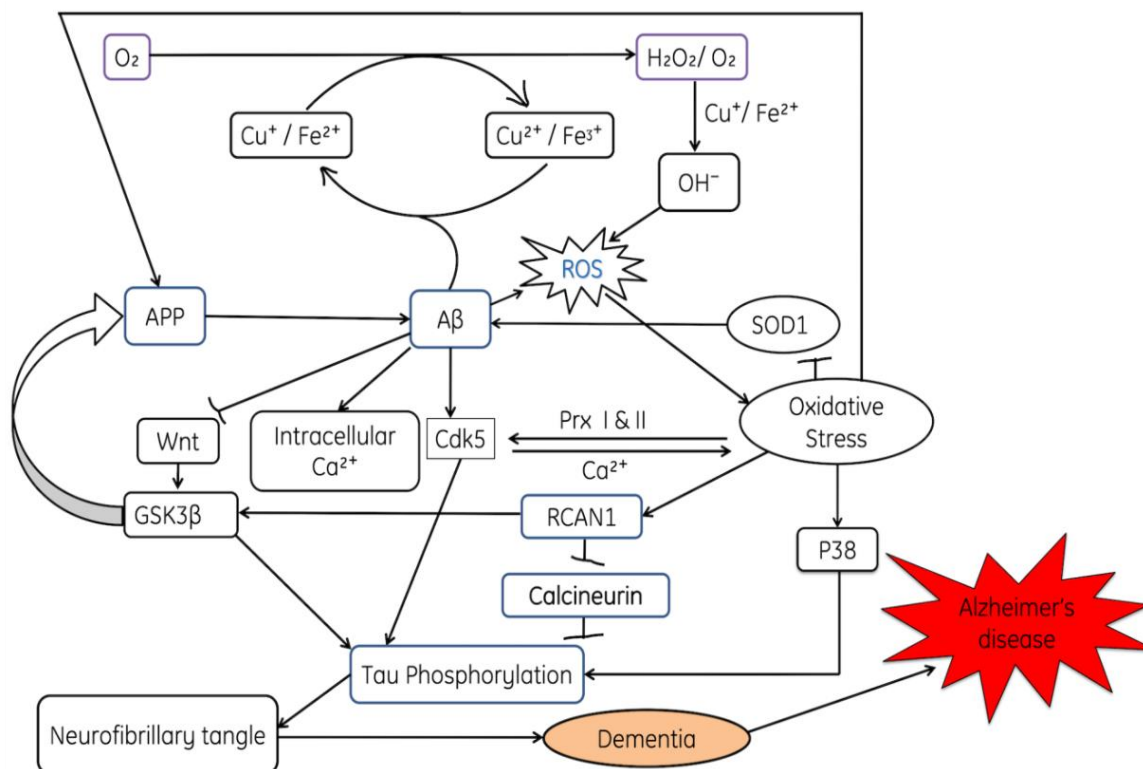 O₂
H₂O₂/ O₂
Cu⁺ / Fe²⁺
Cu²⁺ / Fe³⁺
Cu⁺/ Fe²⁺
OH⁻
ROS
APP
Aβ
SOD1
Oxidative
Stress
Wnt
Intracellular
Ca²⁺
Cdk5
Prx I & II
Ca²⁺
GSK3β
RCAN1
P38
Calcineurin
Alzheimer's
disease
Tau Phosphorylation
Neurofibrillary tangle
Dementia